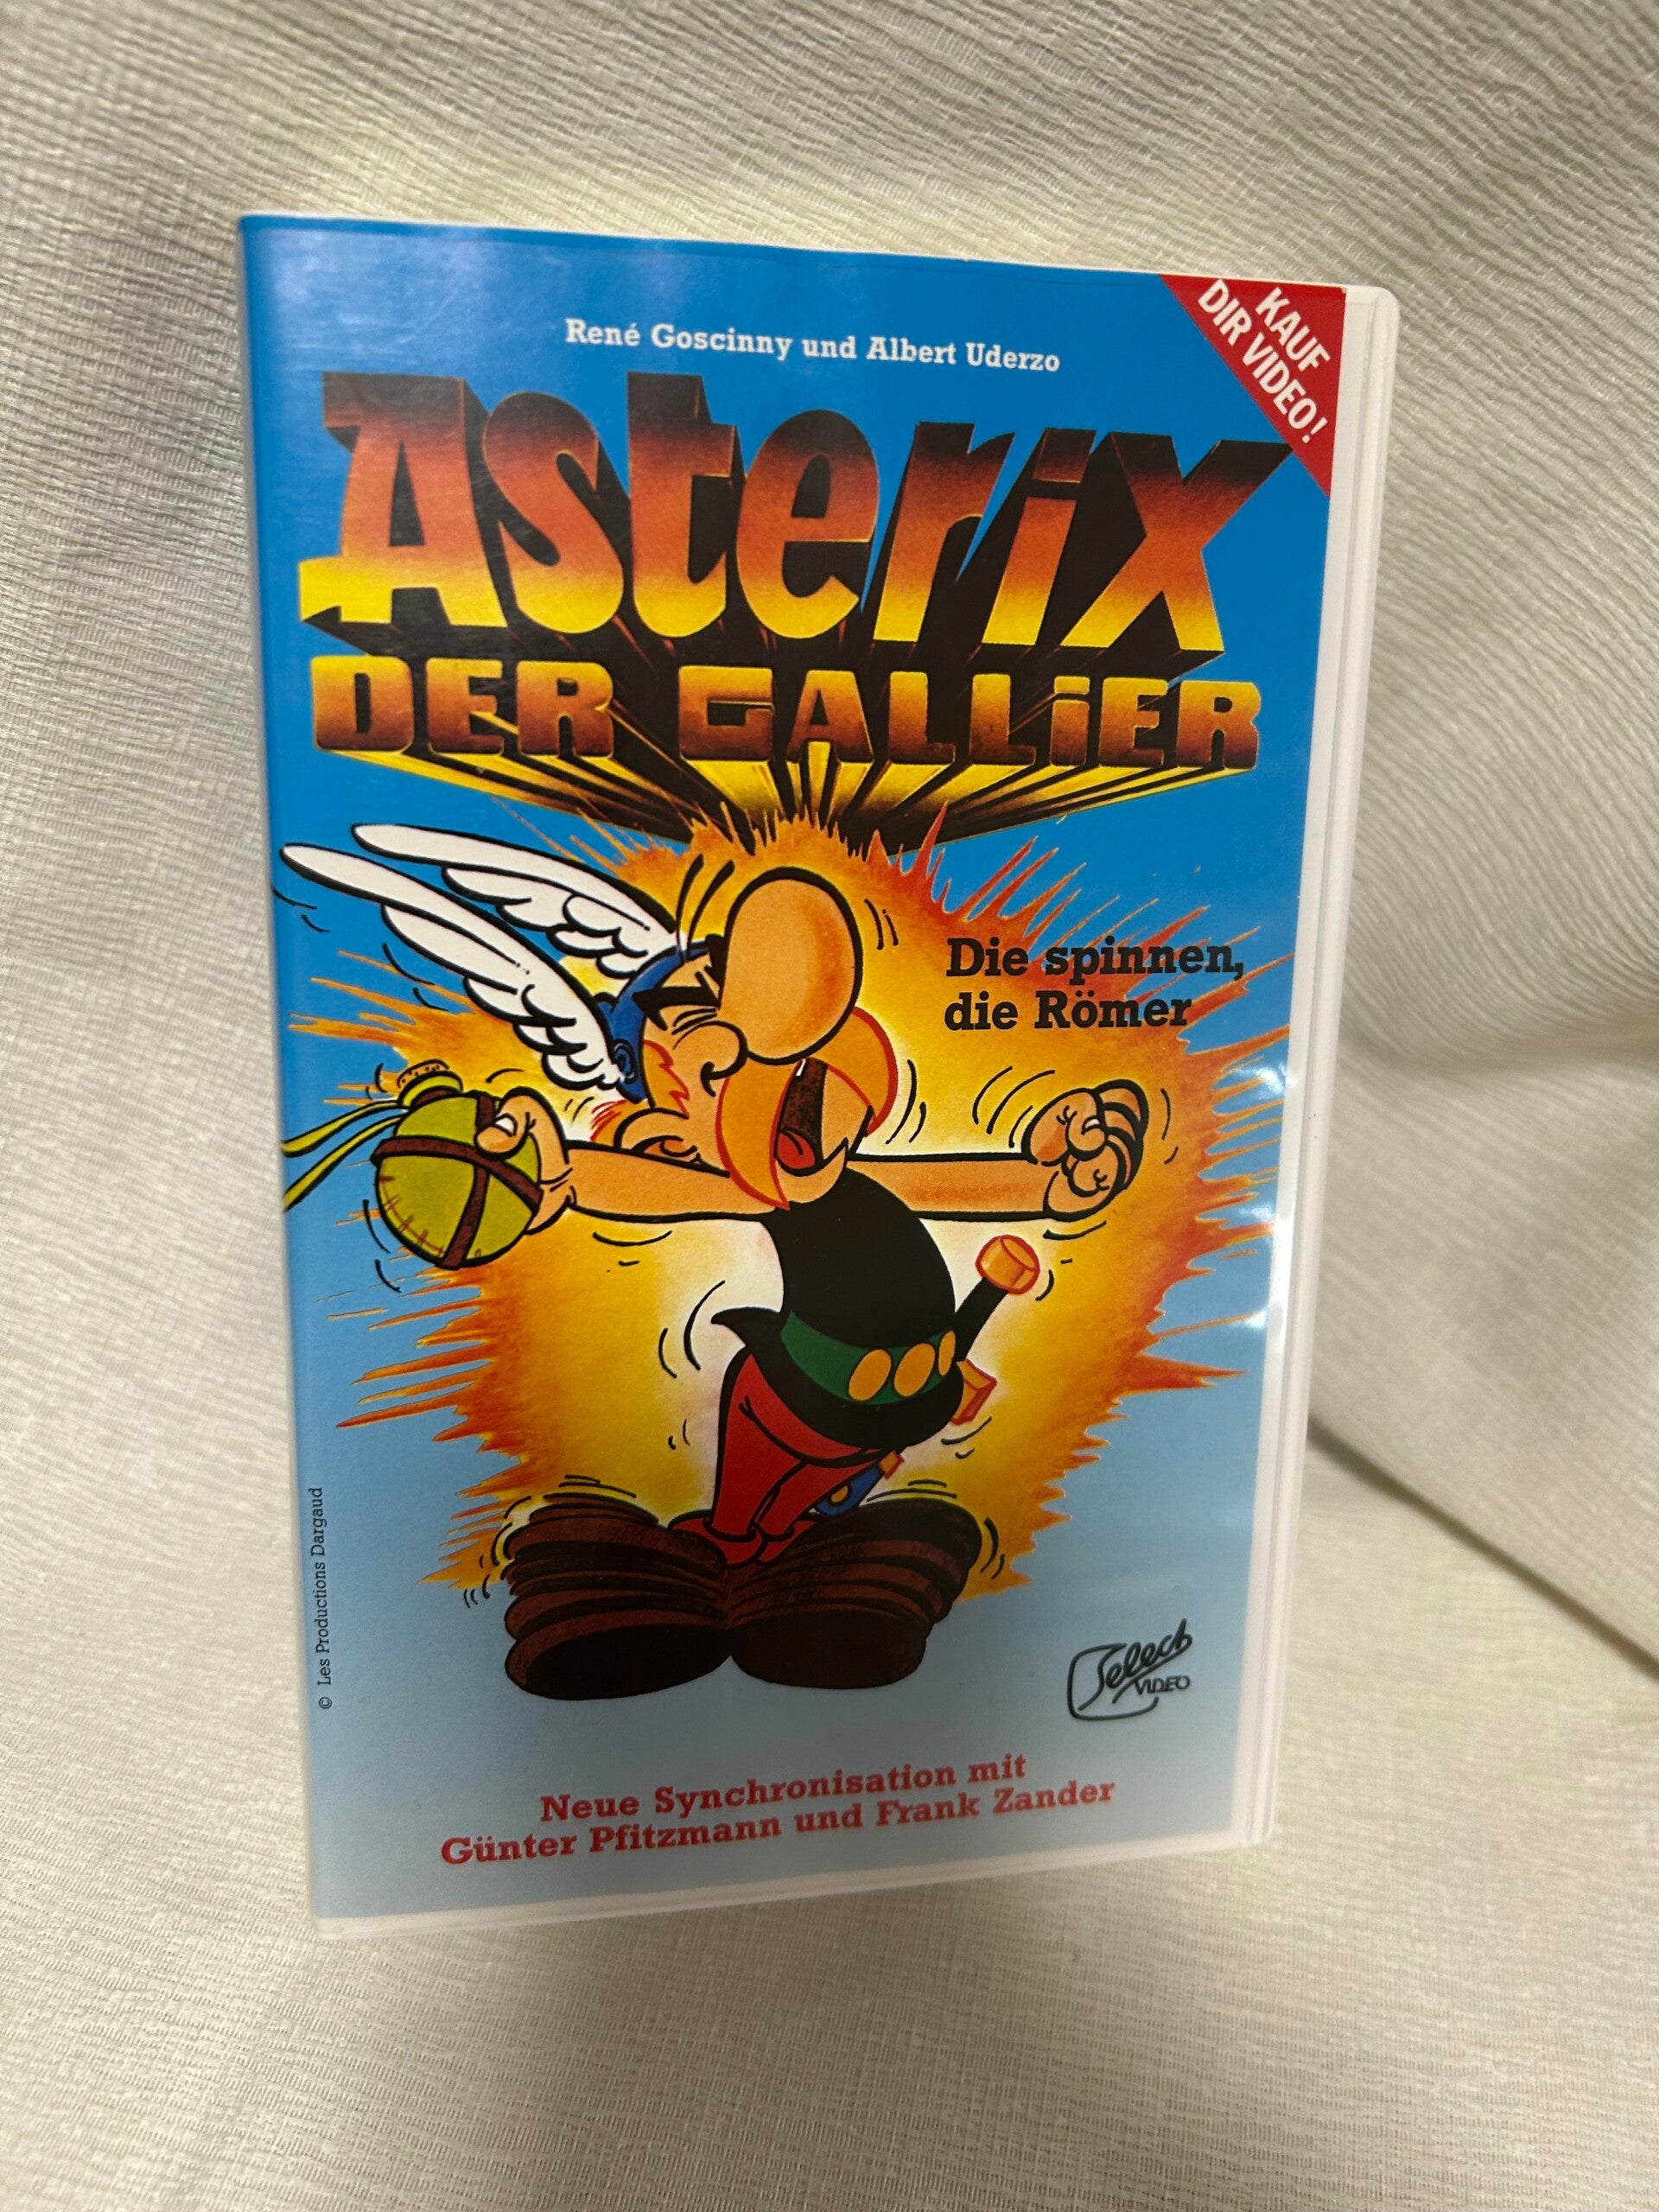 KAUF
DIR VIDEO!
René Goscinny und Albert Uderzo
Asterix
DER GALLiER
Die spinnen,
die Römer
© Les Productions Dargaud
Select
VIDEO
Neue Synchronisation mit
Günter Pfitzmann und Frank Zander